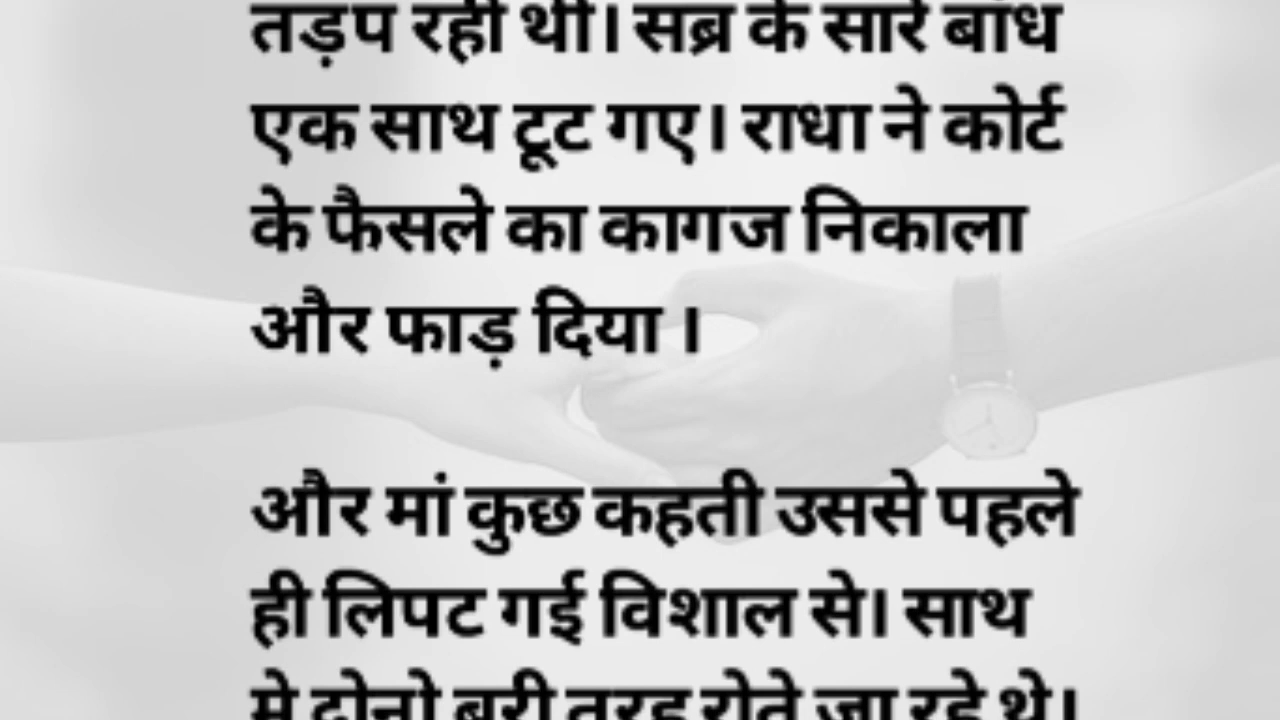 तड़प रही थी। सब्र के सारे बांध
एक साथ टूट गए। राधा ने कोर्ट
के फैसले का कागज निकाला
और फाड़ दिया ।
और मां कुछ कहती उससे पहले
ही लिपट गई विशाल से। साथ
मे दोनो बुरी तरह रोते जा रहे थे।